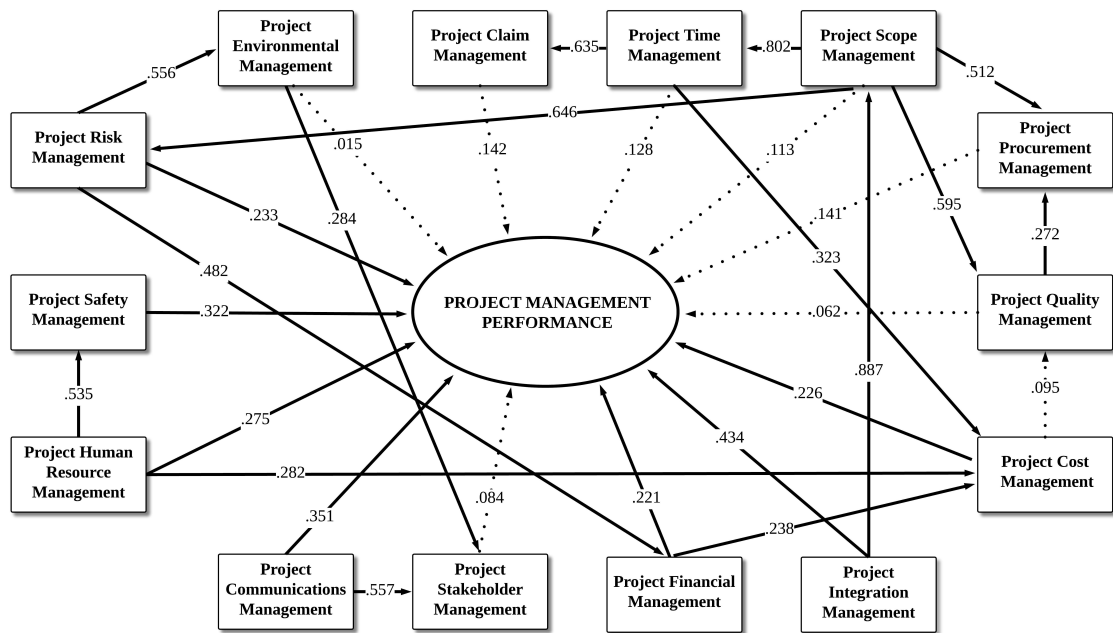 Project
Environmental
Management
Project Claim
Management
.635
Project Time
Management
.802
Project Scope
Management
.556
.512
.646
Project Risk
Management
.015
.142
.128
.113
Project
Procurement
Management
.233
.284
.141
.595
.272
.482
.323
Project Safety
Management
.322
PROJECT MANAGEMENT
PERFORMANCE
.062
Project Quality
Management
.535
.887
.095
.226
.275
.434
Project Human
Resource
Management
.282
Project Cost
Management
.084
.351
.221
.238
Project
Communications
Management
.557
Project
Stakeholder
Management
Project Financial
Management
Project
Integration
Management